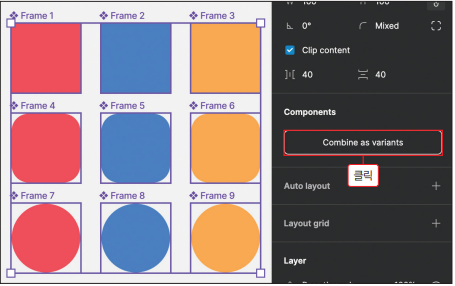 Frame 1
Frame 2
Frame 3
Frame 4
Frame 5
Frame 6
Frame 7
Frame 8
Frame 9
0°
Mixed
Clip content
40
40
Components
Combine as variants
클릭
Auto layout
Layout grid
Layer